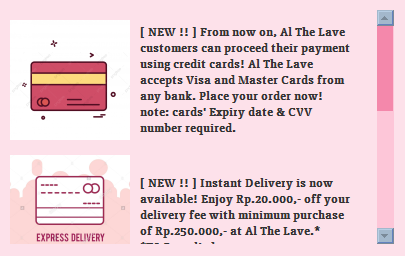 [ NEW !! ] From now on, Al The Lave
customers can proceed their payment
using credit cards! Al The Lave
accepts Visa and Master Cards from
any bank. Place your order now!
note: cards' Expiry date & CVV
number required.
[ NEW !! ] Instant Delivery is now
available! Enjoy Rp.20.000,- off your
delivery fee with minimum purchase
of Rp.250.000,- at Al The Lave.*
EXPRESS DELIVERY